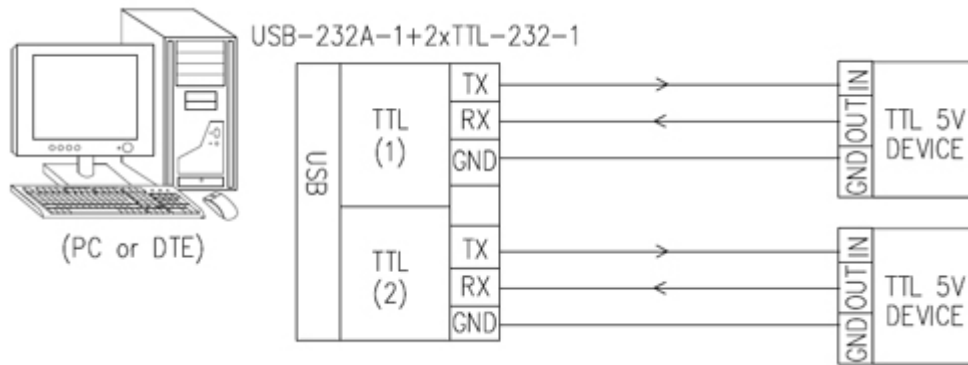 USB-232A-1+2xTTL-232-1
(PC or DTE)
USB
TTL
(1)
TX
RX
GND
TTL
(2)
TX
RX
GND
IN
OUT
GND
TTL 5V
DEVICE
IN
OUT
GND
TTL 5V
DEVICE